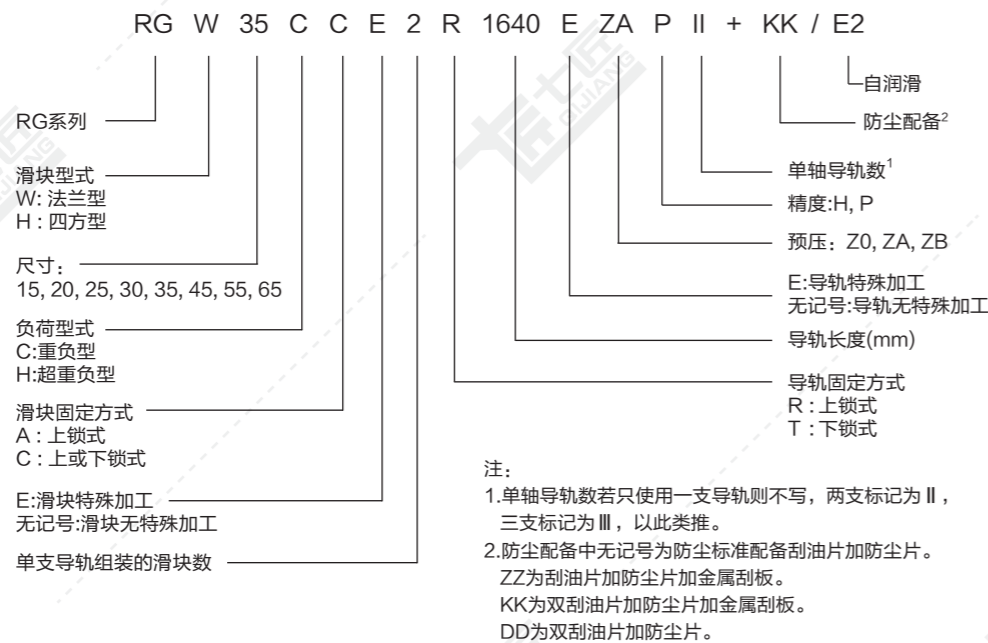 RG W 35 C C E 2 R 1640 E ZA P II + KK / E2
RG系列
滑块型式
W: 法兰型
H : 四方型
尺寸：
15, 20, 25, 30, 35, 45, 55, 65
负荷型式
C:重负型
H:超重负型
滑块固定方式
A : 上锁式
C : 上或下锁式
E:滑块特殊加工
无记号:滑块无特殊加工
单支导轨组装的滑块数
自润滑
防尘配备²
单轴导轨数¹
精度:H, P
预压：Z0, ZA, ZB
E:导轨特殊加工
无记号:导轨无特殊加工
导轨长度(mm)
导轨固定方式
R : 上锁式
T : 下锁式
注：
1.单轴导轨数若只使用一支导轨则不写，两支标记为Ⅱ，
三支标记为Ⅲ，以此类推。
2.防尘配备中无记号为防尘标准配备刮油片加防尘片。
ZZ为刮油片加防尘片加金属刮板。
KK为双刮油片加防尘片加金属刮板。
DD为双刮油片加防尘片。
七匠
QIJIANG